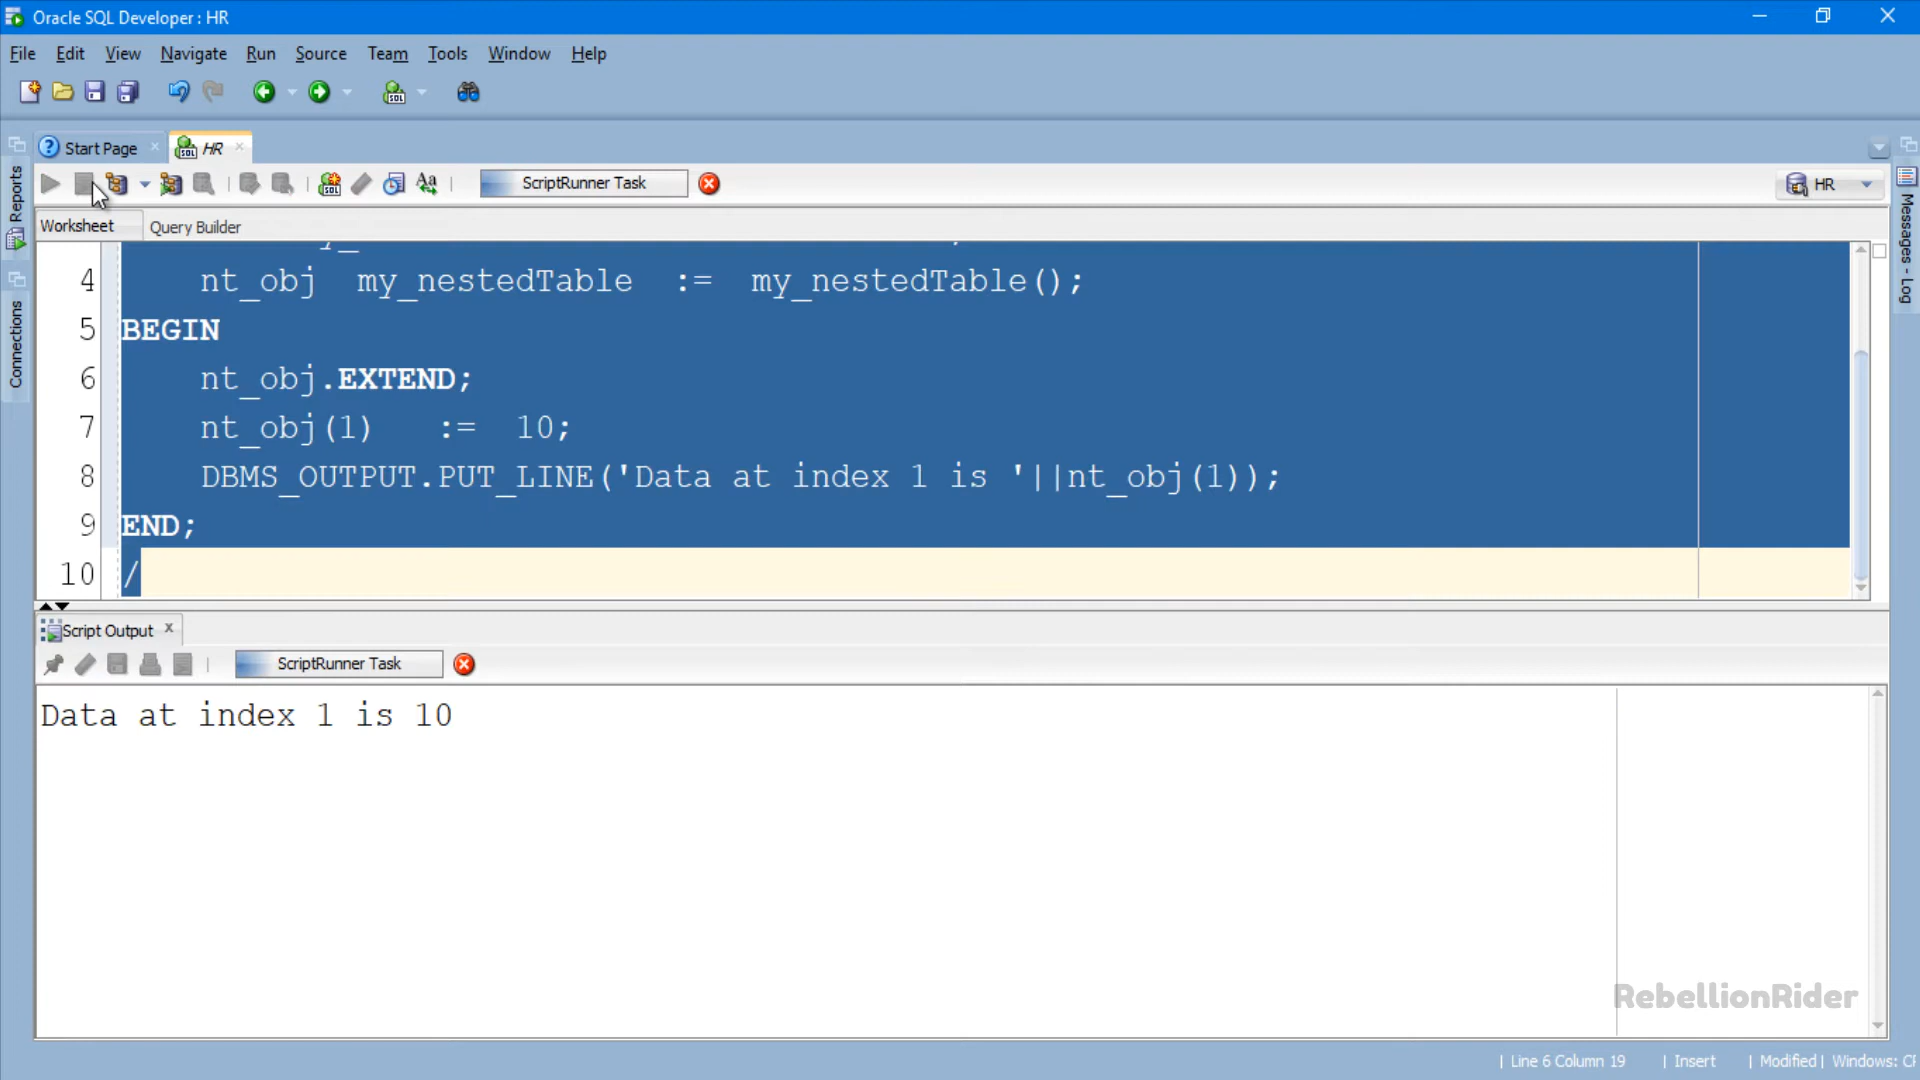 Oracle SQL Developer : HR
File Edit View Navigate Run Source Team Tools Window Help
Start Page HR
ScriptRunner Task
HR
Worksheet Query Builder
Reports
Connections
Messages - Log
4 nt_obj my_nestedTable := my_nestedTable();
5 BEGIN
6 nt_obj.EXTEND;
7 nt_obj(1) := 10;
8 DBMS_OUTPUT.PUT_LINE('Data at index 1 is '||nt_obj(1));
9 END;
10 /
Script Output
ScriptRunner Task
Data at index 1 is 10
RebellionRider
| Line 6 Column 19 | Insert | Modified | Windows: CF